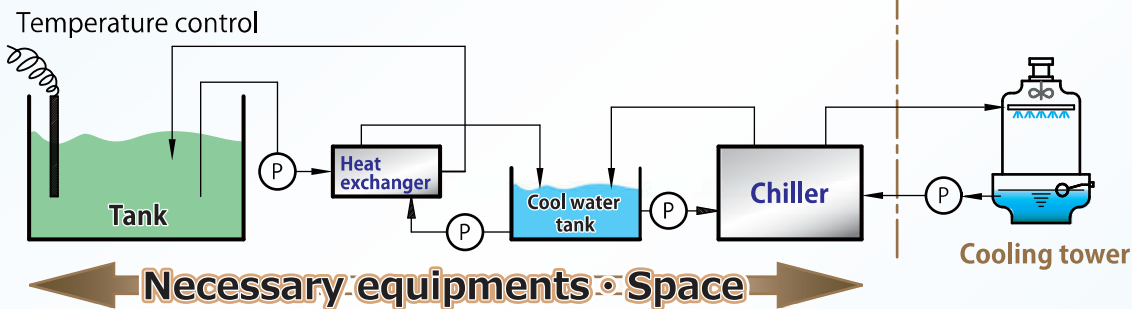 Temperature control
Tank
P
Heat
exchanger
P
Cool water
tank
P
Chiller
P
Cooling tower
Necessary equipments・Space